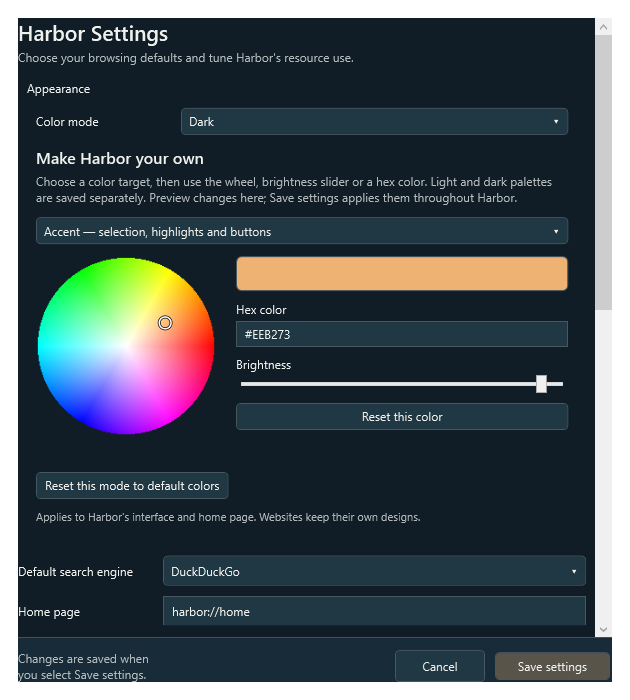 Harbor Settings
Choose your browsing defaults and tune Harbor's resource use.
Appearance
Color mode
Dark
Make Harbor your own
Choose a color target, then use the wheel, brightness slider or a hex color. Light and dark palettes
are saved separately. Preview changes here; Save settings applies them throughout Harbor.
Accent — selection, highlights and buttons
Hex color
#EEB273
Brightness
Reset this color
Reset this mode to default colors
Applies to Harbor's interface and home page. Websites keep their own designs.
Default search engine
DuckDuckGo
Home page
harbor://home
Changes are saved when
you select Save settings.
Cancel
Save settings